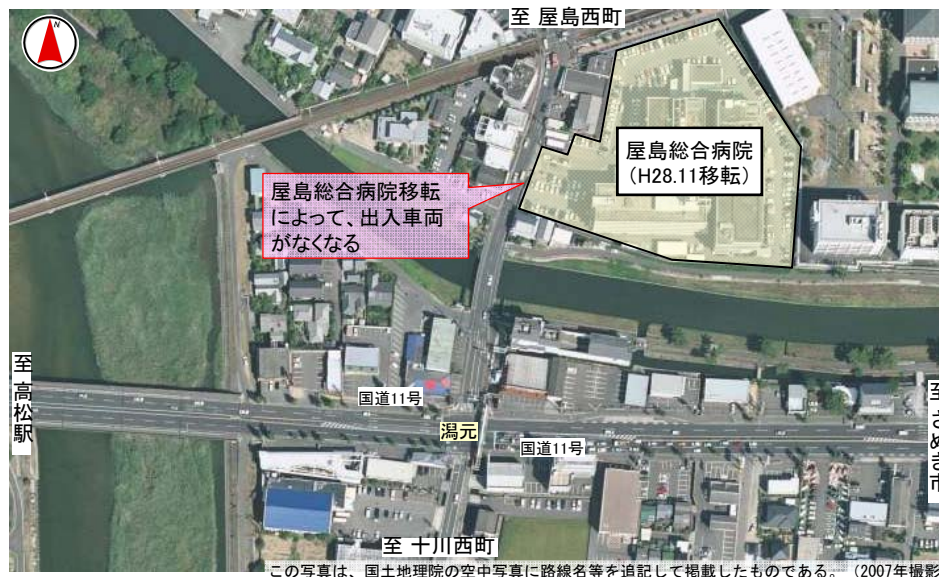 N
至 屋島西町
屋島総合病院
（H28.11移転）
屋島総合病院移転
によって、出入車両
がなくなる
至 高松駅
国道11号
潟元
国道11号
至 さぬき市
至 十川西町
この写真は、国土地理院の空中写真に路線名等を追記して掲載したものである。（2007年撮影